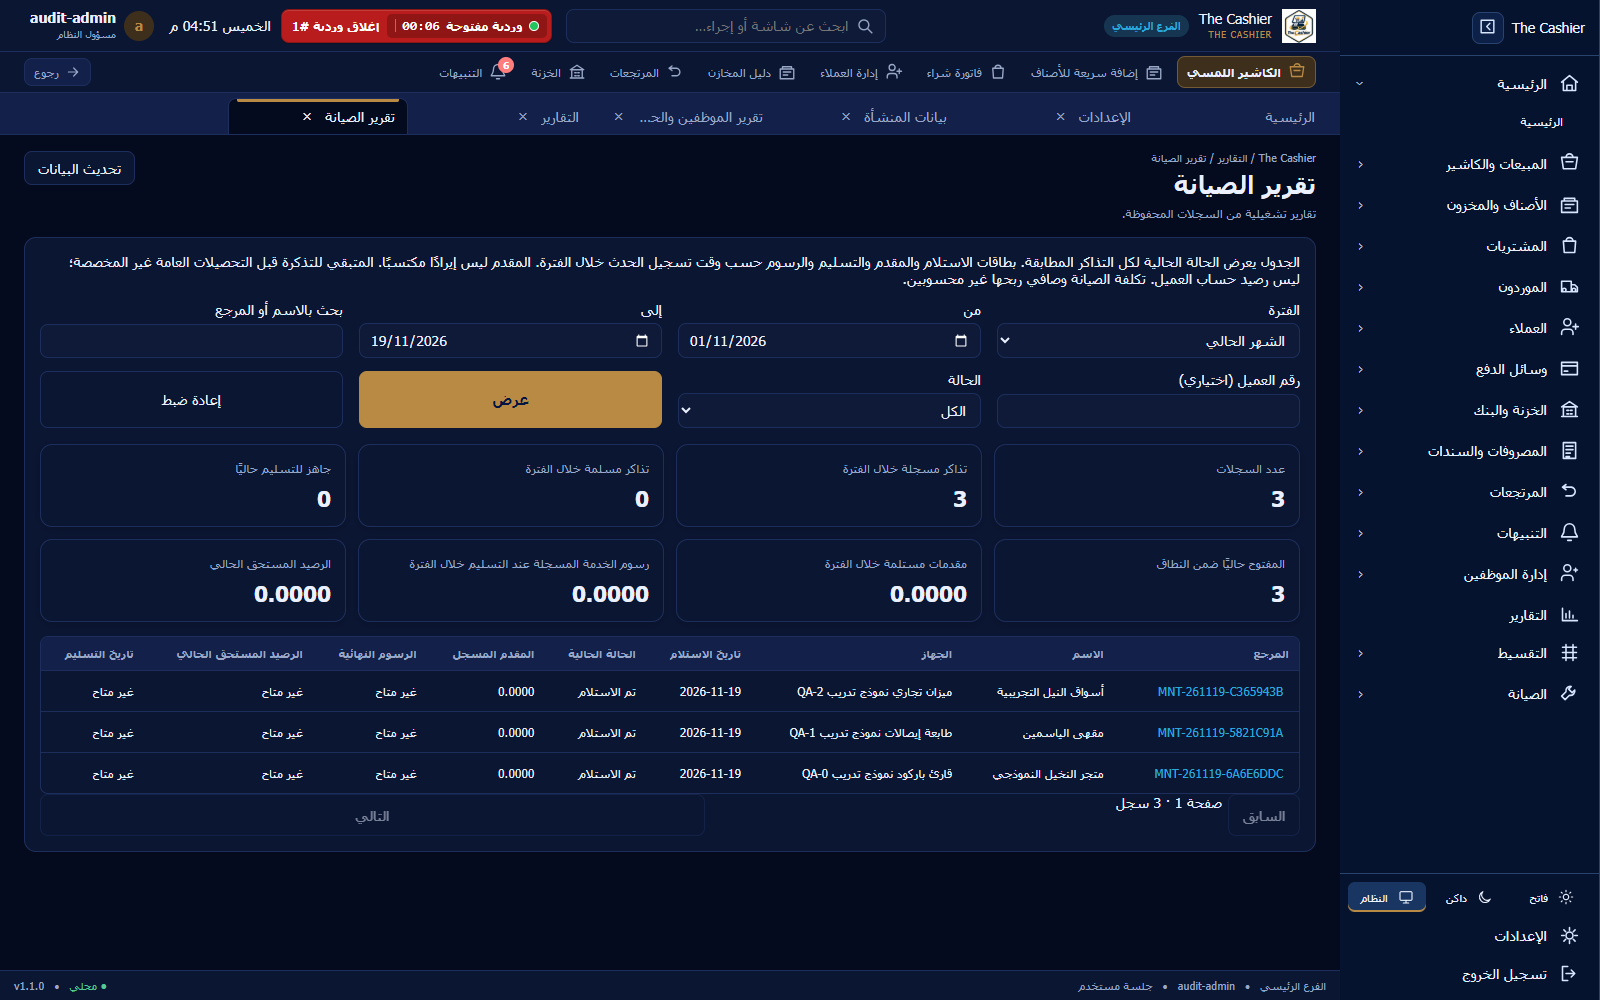 The Cashier
الرئيسية
الرئيسية
المبيعات والكاشير
الأصناف والمخزون
المشتريات
الموردون
العملاء
وسائل الدفع
الخزنة والبنك
المصروفات والسندات
المرتجعات
التنبيهات
إدارة الموظفين
التقارير
التقسيط
الصيانة
فاتح
داكن
النظام
الإعدادات
تسجيل الخروج
The Cashier
THE CASHIER
الفرع الرئيسي
ابحث عن شاشة أو إجراء...
وردية مفتوحة 00:06
إغلاق وردية #1
الخميس 04:51 م
a
audit-admin
مسؤول النظام
الكاشير اللمسي
إضافة سريعة للأصناف
فاتورة شراء
إدارة العملاء
دليل المخازن
المرتجعات
الخزنة
التنبيهات
6
رجوع
الرئيسية
الإعدادات ×
بيانات المنشأة ×
تقرير الموظفين والحـ... ×
التقارير ×
تقرير الصيانة ×
The Cashier / التقارير / تقرير الصيانة
تقرير الصيانة
تقارير تشغيلية من السجلات المحفوظة.
تحديث البيانات
الجدول يعرض الحالة الحالية لكل التذاكر المطابقة. بطاقات الاستلام والمقدم والتسليم والرسوم حسب وقت تسجيل الحدث خلال الفترة. المقدم ليس إيرادًا مكتسبًا. المتبقي للتذكرة قبل التحصيلات العامة غير المخصصة؛
ليس رصيد حساب العميل. تكلفة الصيانة وصافي ربحها غير محسوبين.
الفترة
الشهر الحالي
من
01/11/2026
إلى
19/11/2026
بحث بالاسم أو المرجع
رقم العميل (اختياري)
الحالة
الكل
عرض
إعادة ضبط
عدد السجلات
3
تذاكر مسجلة خلال الفترة
3
تذاكر مسلمة خلال الفترة
0
جاهز للتسليم حاليًا
0
المفتوح حاليًا ضمن النطاق
3
مقدمات مستلمة خلال الفترة
0.0000
رسوم الخدمة المسجلة عند التسليم خلال الفترة
0.0000
الرصيد المستحق الحالي
0.0000
المرجع الاسم الجهاز تاريخ الاستلام الحالة الحالية المقدم المسجل الرسوم النهائية الرصيد المستحق الحالي تاريخ التسليم
MNT-261119-C365943B أسواق النيل التجريبية ميزان تجاري نموذج تدريب QA-2 2026-11-19 تم الاستلام 0.0000 غير متاح غير متاح غير متاح
MNT-261119-5821C91A مقهى الياسمين طابعة إيصالات نموذج تدريب QA-1 2026-11-19 تم الاستلام 0.0000 غير متاح غير متاح غير متاح
MNT-261119-6A6E6DDC متجر النخيل النموذجي قارئ باركود نموذج تدريب QA-0 2026-11-19 تم الاستلام 0.0000 غير متاح غير متاح غير متاح
السابق
صفحة 1 · 3 سجل
التالي
الفرع الرئيسي • audit-admin • جلسة مستخدم
محلي • v1.1.0